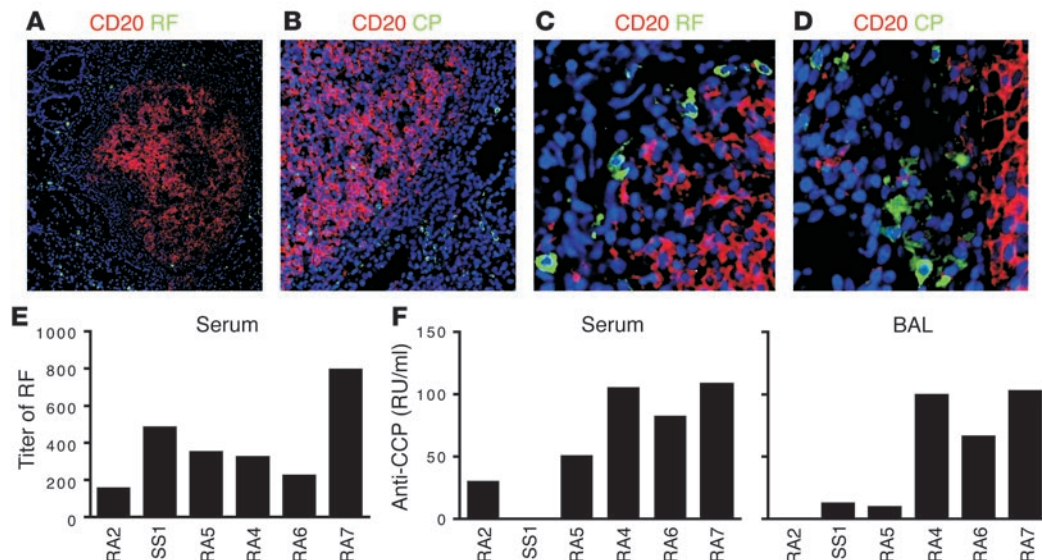 A CD20 RF
B CD20 CP
C CD20 RF
D CD20 CP
E Serum
Titer of RF
1000
800
600
400
200
0
RA2 SS1 RA5 RA4 RA6 RA7
F Serum BAL
Anti-CCP (RU/ml)
150
100
50
0
RA2 SS1 RA5 RA4 RA6 RA7
RA2 SS1 RA5 RA4 RA6 RA7